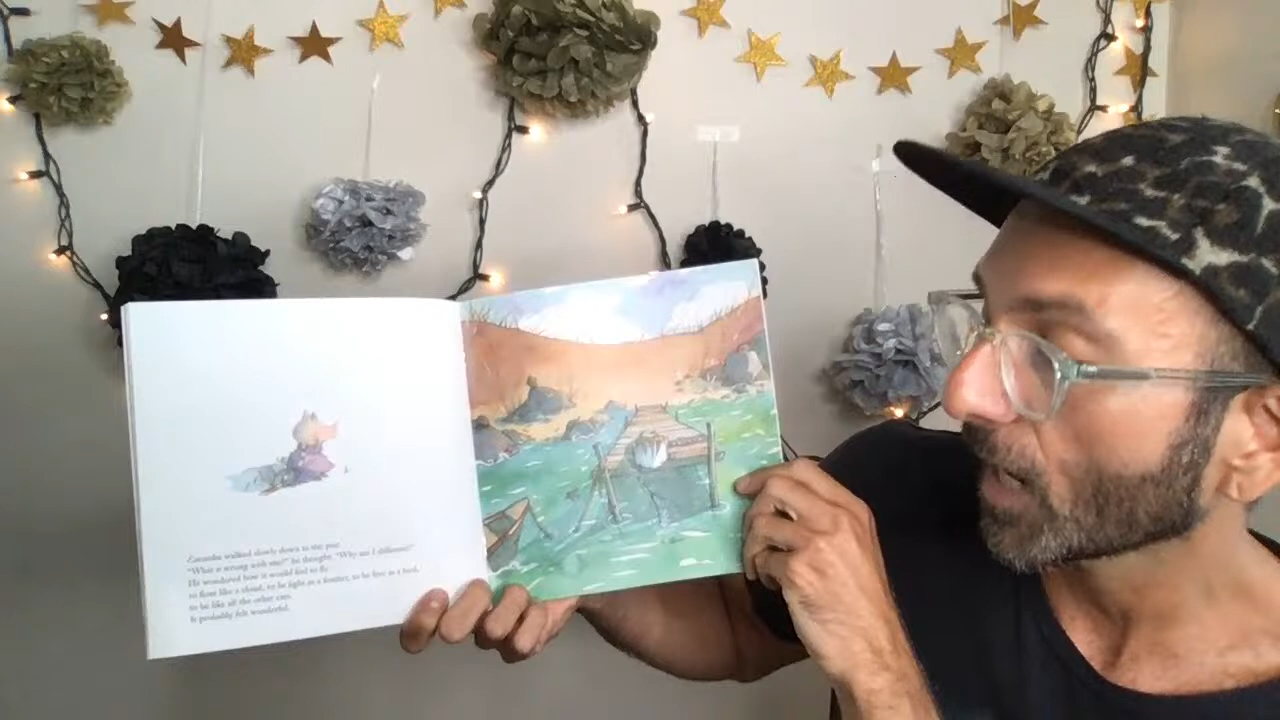 walked slowly down to the pier.
"What is wrong with me?" he thought. "Why am I different?"
He wondered how it would feel to fly
to float like a cloud, to be light as a feather, to be free as a bird,
to be like all the other
It probably felt wonderful.